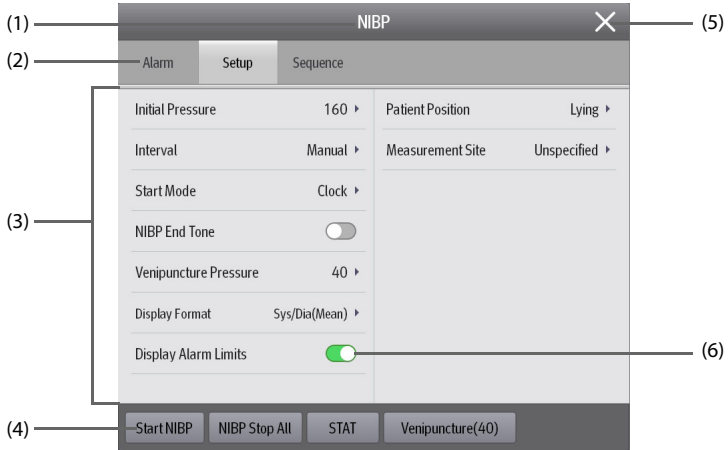 (1) NIBP (5)
(2) Alarm Setup Sequence
Initial Pressure 160 Patient Position Lying
Interval Manual Measurement Site Unspecified
Start Mode Clock
(3) NIBP End Tone
Venipuncture Pressure 40
Display Format Sys/Dia(Mean)
Display Alarm Limits (6)
(4) Start NIBP NIBP Stop All STAT Venipuncture(40)